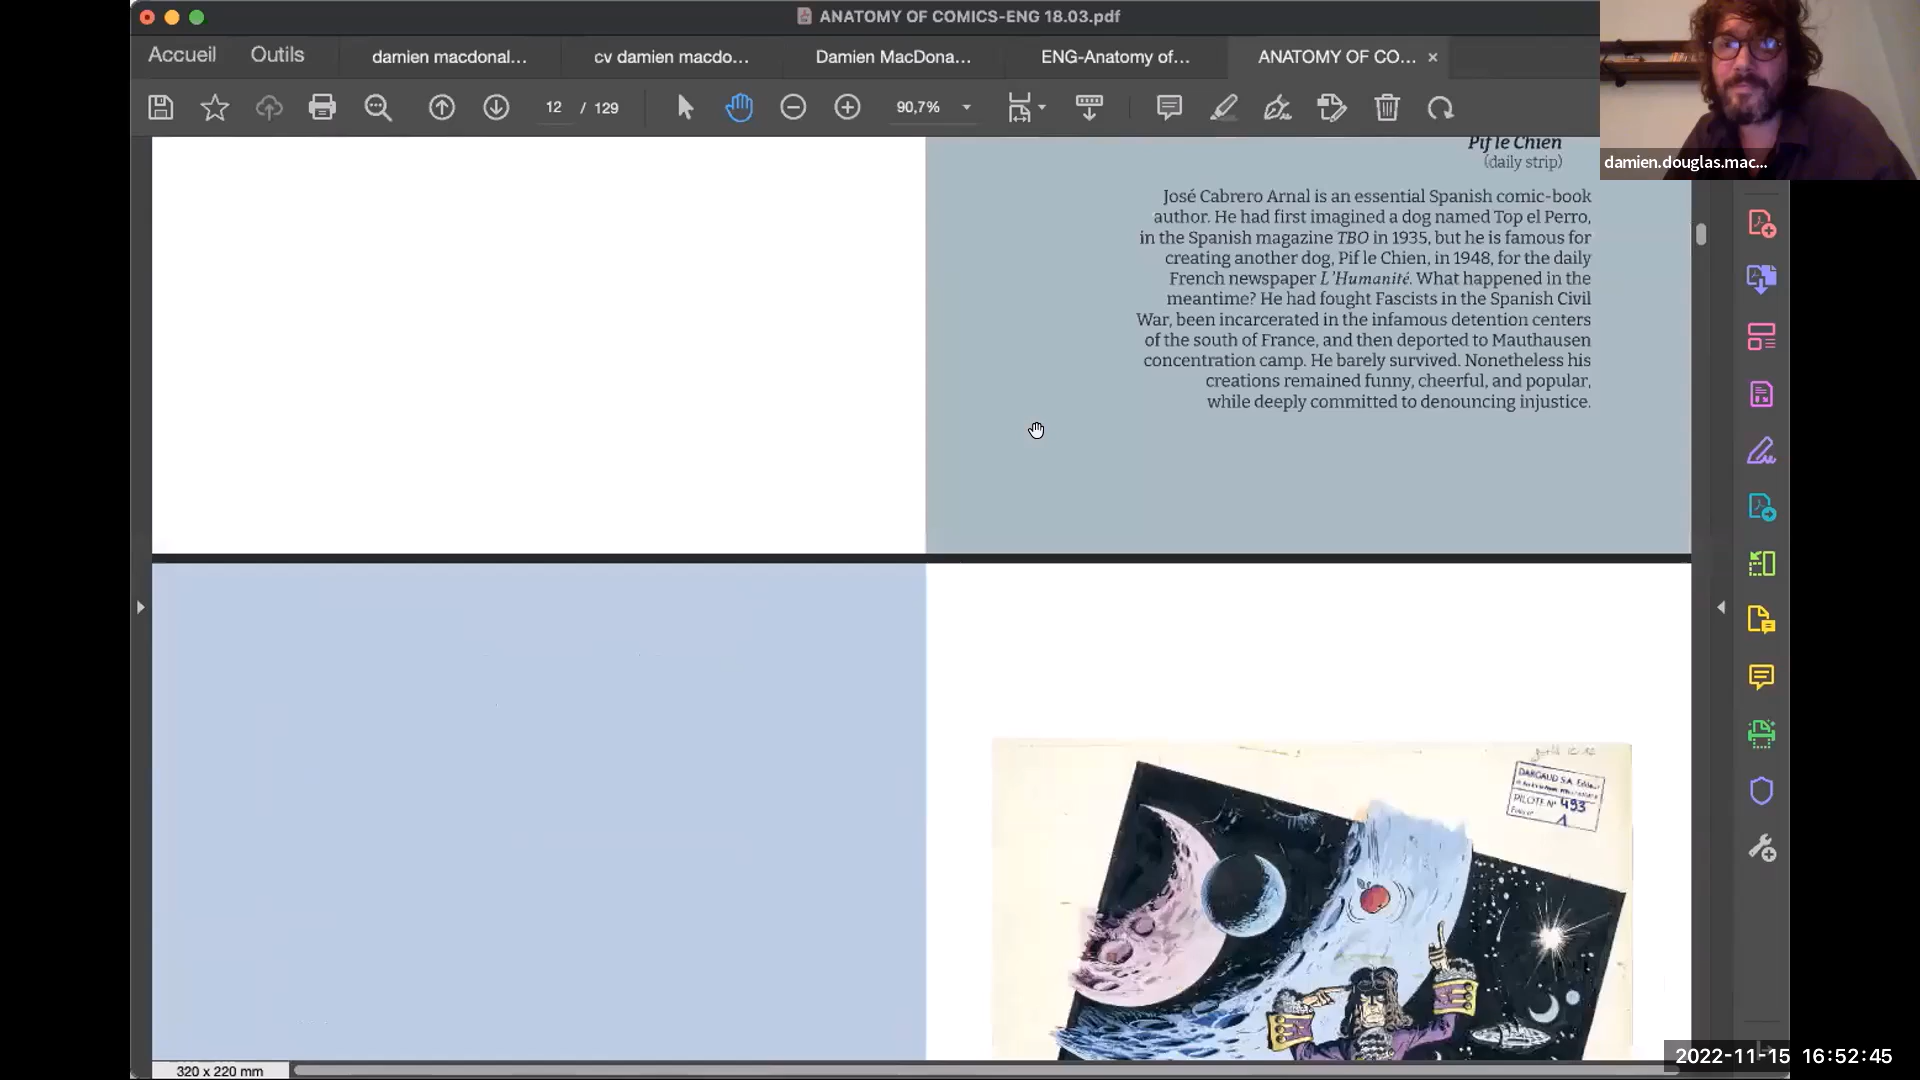 ANATOMY OF COMICS-ENG 18.03.pdf
Accueil
Outils
damien macdonal...
cv damien macdo...
Damien MacDona...
ENG-Anatomy of...
ANATOMY OF CO...
12 / 129
90,7%
damien.douglas.mac...
Pif le Chien
(daily strip)
José Cabrero Arnal is an essential Spanish comic-book
author. He had first imagined a dog named Top el Perro,
in the Spanish magazine TBO in 1935, but he is famous for
creating another dog, Pif le Chien, in 1948, for the daily
French newspaper L'Humanité. What happened in the
meantime? He had fought Fascists in the Spanish Civil
War, been incarcerated in the infamous detention centers
of the south of France, and then deported to Mauthausen
concentration camp. He barely survived. Nonetheless his
creations remained funny, cheerful, and popular,
while deeply committed to denouncing injustice.
DARGAUD S.A. Editeur
PILOTE N° 493
320 x 220 mm
2022-11-15 16:52:45